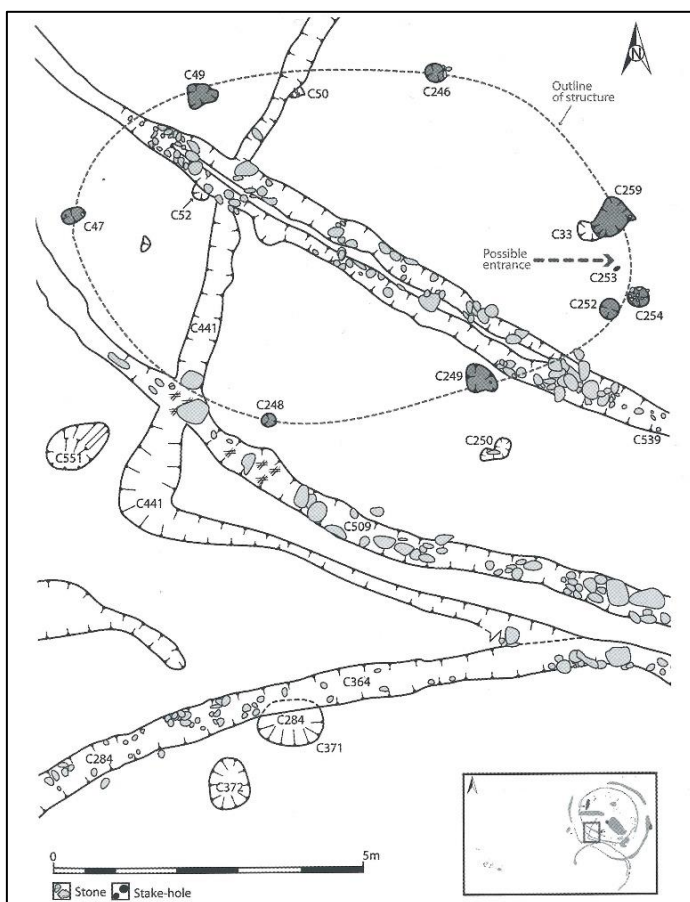 N
C49
C50
C246
Outline
of structure
C259
C52
C47
C33
Possible
entrance
C253
C252
C254
C441
C249
C248
C539
C250
C551
C441
C509
C364
C284
C371
C284
C372
0
5m
Stone
Stake-hole